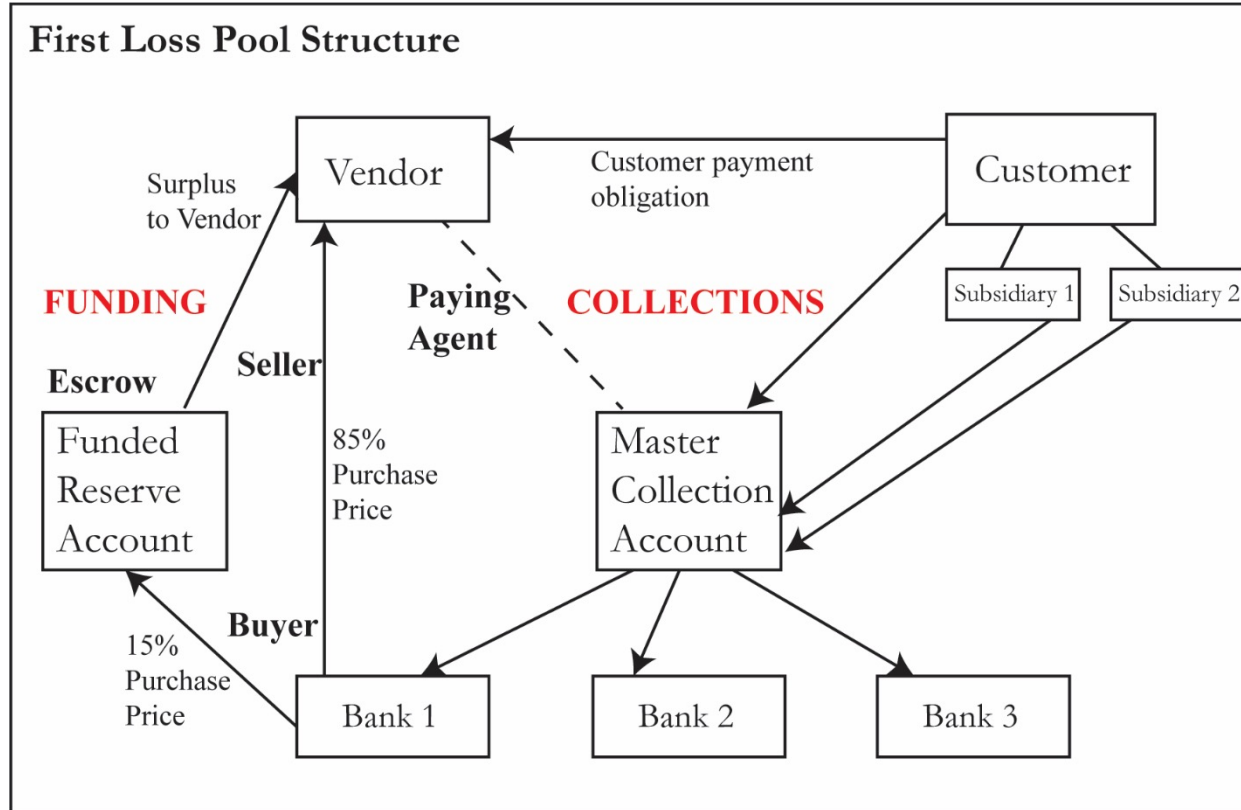 First Loss Pool Structure
Vendor
Customer
Customer payment
obligation
Surplus
to Vendor
Subsidiary 1
Subsidiary 2
FUNDING
Paying
Agent
COLLECTIONS
Seller
Escrow
Funded
Reserve
Account
85%
Purchase
Price
Master
Collection
Account
Buyer
15%
Purchase
Price
Bank 1
Bank 2
Bank 3